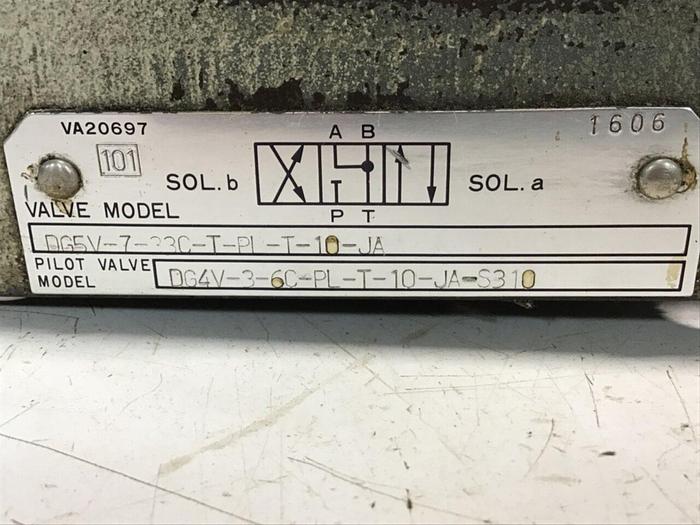 VA20697
1606
101
A B
SOL.b
SOL.a
P T
VALVE MODEL
DG5V-7-33C-T-PL-T-10-JA
PILOT VALVE
MODEL
DG4V-3-6C-PL-T-10-JA-S310